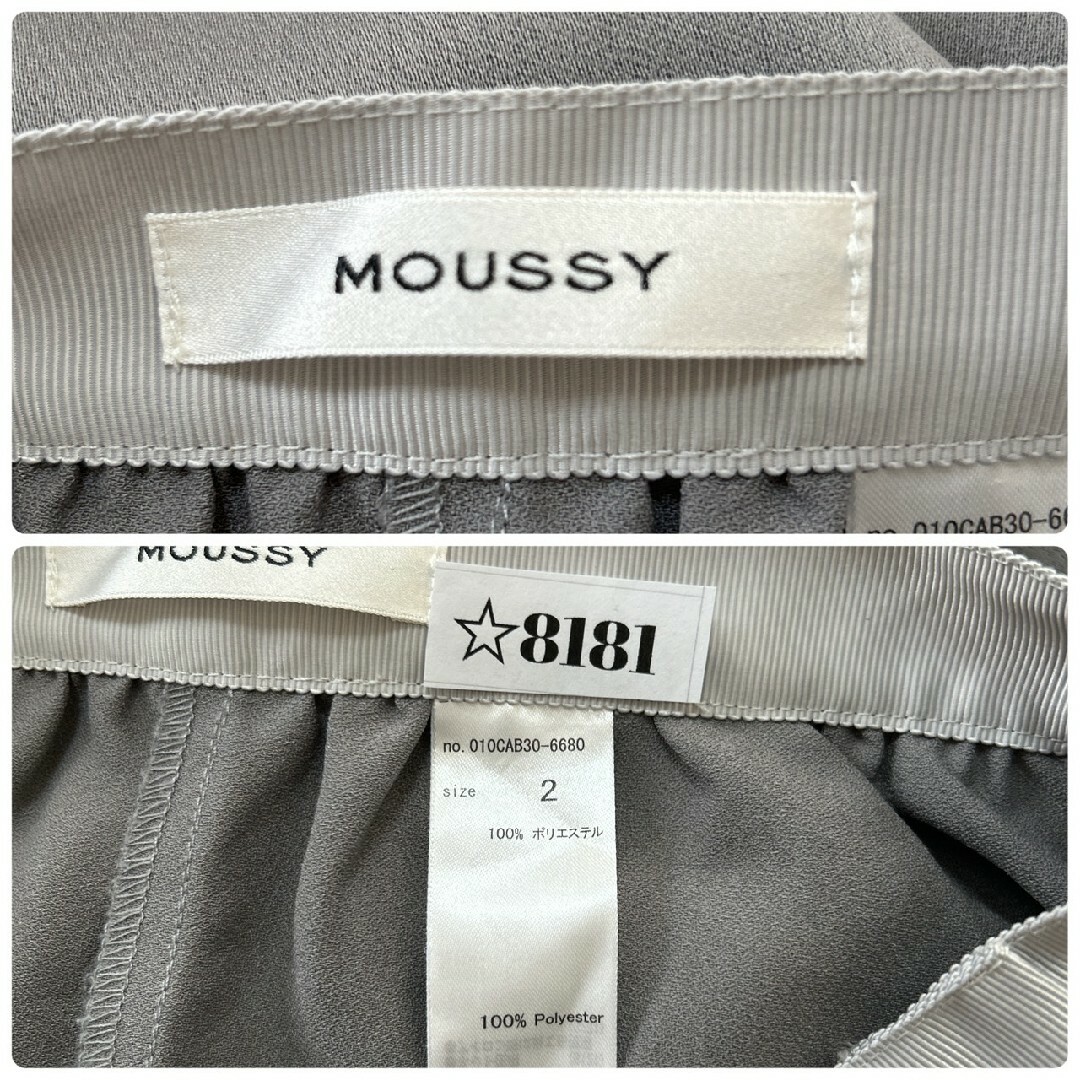 MOUSSY
no. 010CAB30-66
MOUSSY
☆8181
no. 010CAB30-6680
size 2
100% ポリエステル
100% Polyester